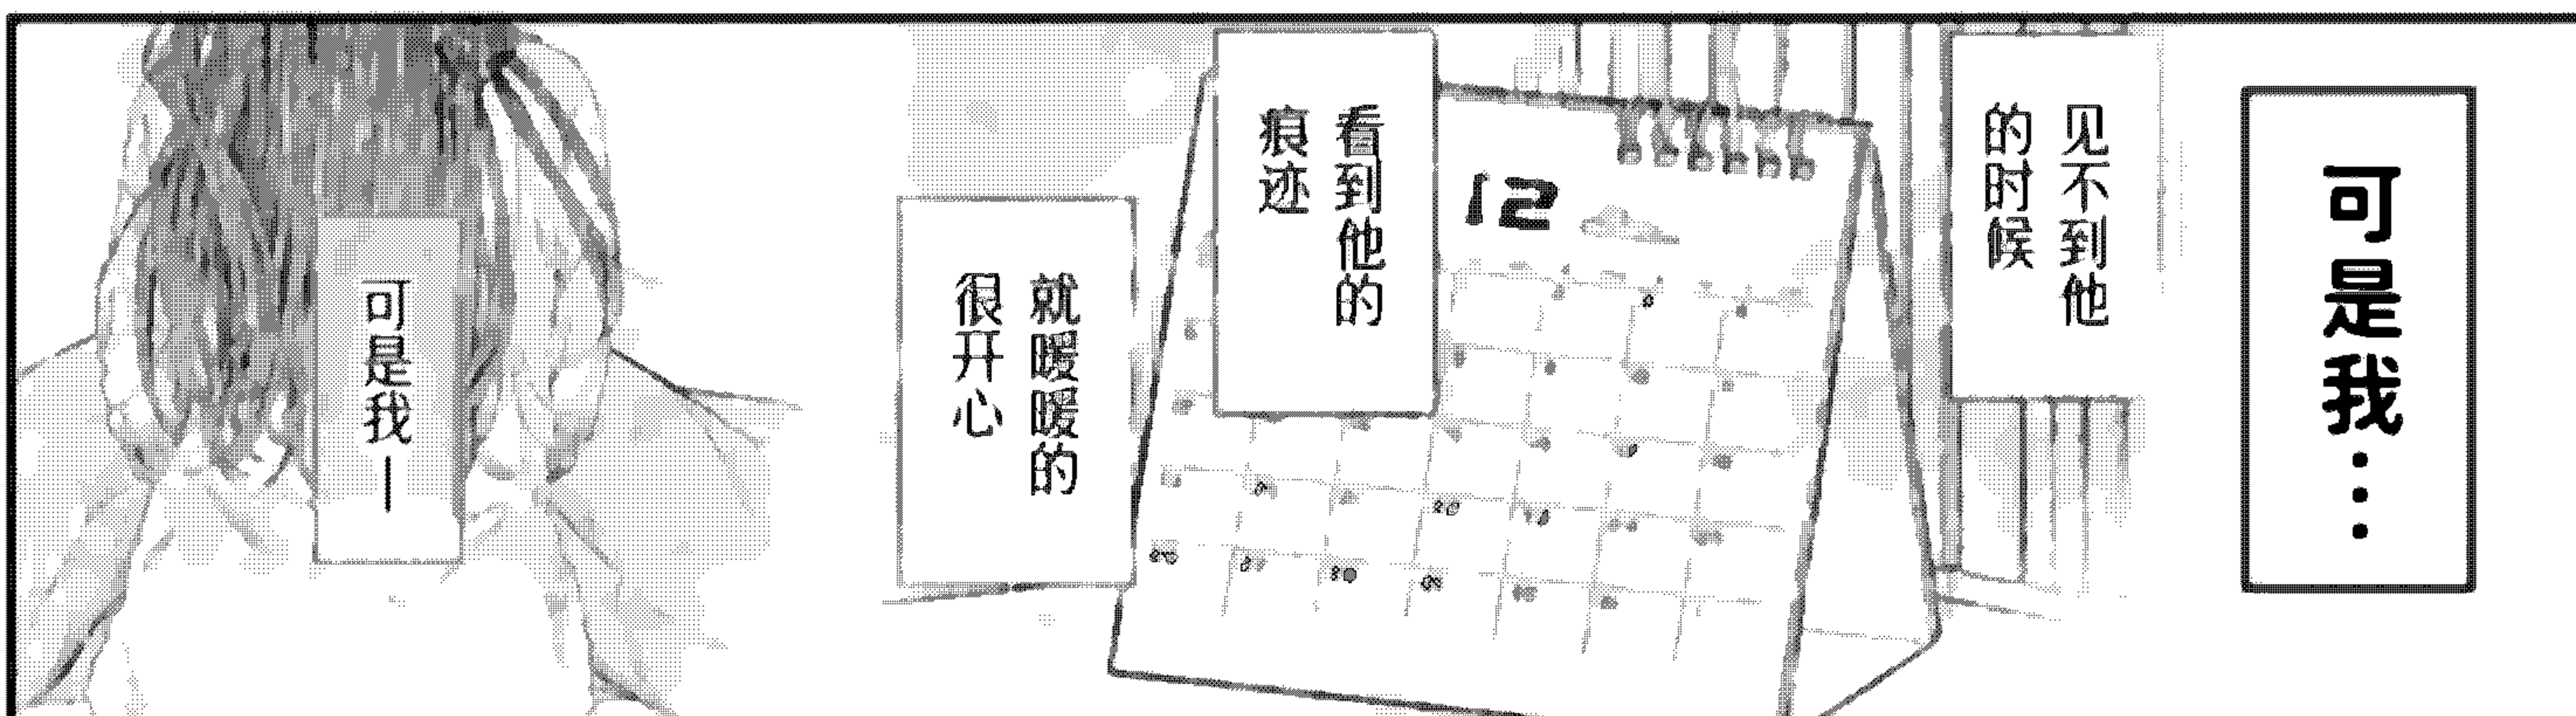 可是我…
见不到他
的时候
看到他的
痕迹
12
就暖暖的
很开心
可是我—